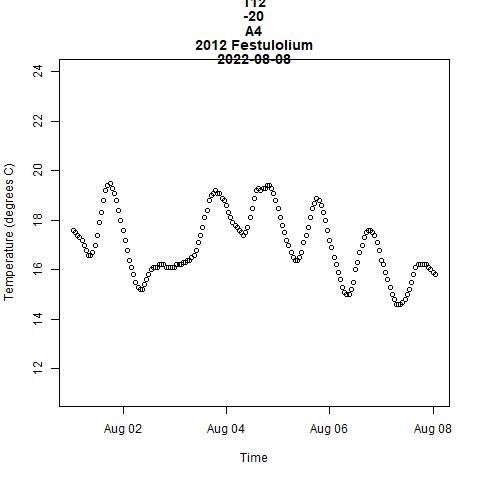 T12
-20
A4
2012 Festulolium
2022-08-08
24
22
20
18
16
14
12
Temperature (degrees C)
Aug 02
Aug 04
Aug 06
Aug 08
Time